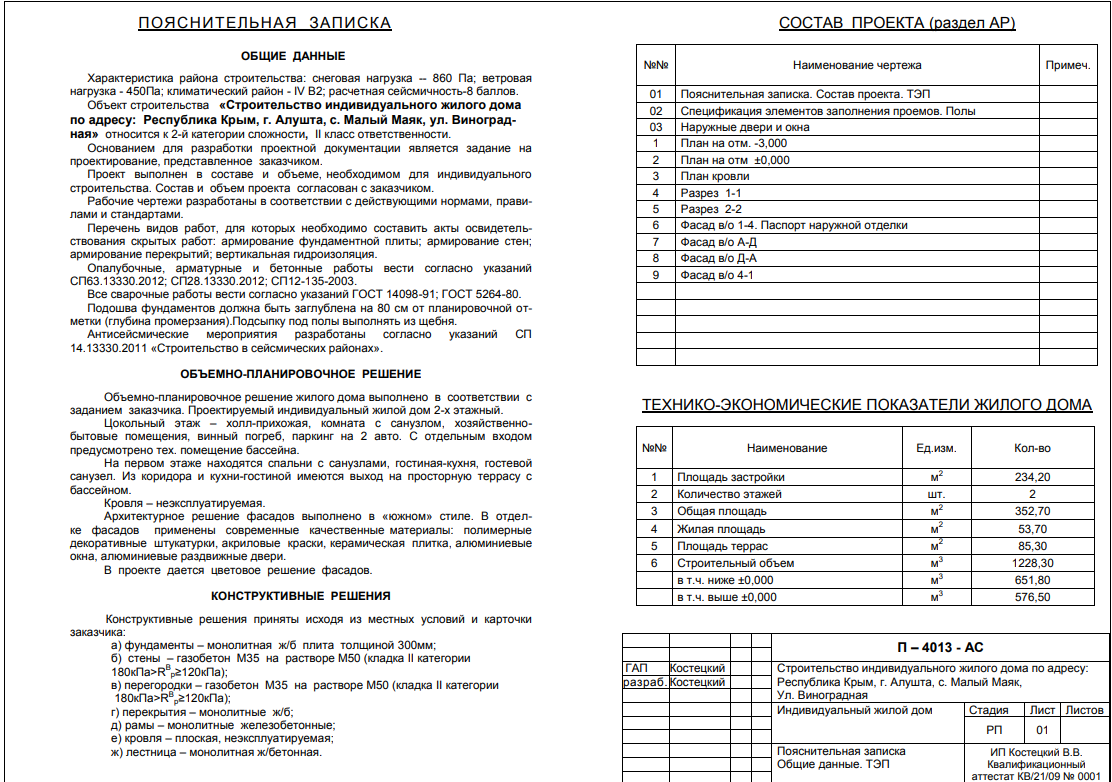 ПОЯСНИТЕЛЬНАЯ ЗАПИСКА
ОБЩИЕ ДАННЫЕ
Характеристика района строительства: снеговая нагрузка -- 860 Па; ветровая
нагрузка - 450Па; климатический район - IV В2; расчетная сейсмичность-8 баллов.
Объект строительства «Строительство индивидуального жилого дома
по адресу: Республика Крым, г. Алушта, с. Малый Маяк, ул. Виноград-
ная» относится к 2-й категории сложности, II класс ответственности.
Основанием для разработки проектной документации является задание на
проектирование, представленное заказчиком.
Проект выполнен в составе и объеме, необходимом для индивидуального
строительства. Состав и объем проекта согласован с заказчиком.
Рабочие чертежи разработаны в соответствии с действующими нормами, прави-
лами и стандартами.
Перечень видов работ, для которых необходимо составить акты освидетель-
ствования скрытых работ: армирование фундаментной плиты; армирование стен;
армирование перекрытий; вертикальная гидроизоляция.
Опалубочные, арматурные и бетонные работы вести согласно указаний
СП63.13330.2012; СП28.13330.2012; СП12-135-2003.
Все сварочные работы вести согласно указаний ГОСТ 14098-91; ГОСТ 5264-80.
Подошва фундаментов должна быть заглублена на 80 см от планировочной от-
метки (глубина промерзания).Подсыпку под полы выполнять из щебня.
Антисейсмические мероприятия разработаны согласно указаний СП
14.13330.2011 «Строительство в сейсмических районах».
ОБЪЕМНО-ПЛАНИРОВОЧНОЕ РЕШЕНИЕ
Объемно-планировочное решение жилого дома выполнено в соответствии с
заданием заказчика. Проектируемый индивидуальный жилой дом 2-х этажный.
Цокольный этаж – холл-прихожая, комната с санузлом, хозяйственно-
бытовые помещения, винный погреб, паркинг на 2 авто. С отдельным входом
предусмотрено тех. помещение бассейна.
На первом этаже находятся спальни с санузлами, гостиная-кухня, гостевой
санузел. Из коридора и кухни-гостиной имеются выход на просторную террасу с
бассейном.
Кровля – неэксплуатируемая.
Архитектурное решение фасадов выполнено в «южном» стиле. В отдел-
ке фасадов применены современные качественные материалы: полимерные
декоративные штукатурки, акриловые краски, керамическая плитка, алюминиевые
окна, алюминиевые раздвижные двери.
В проекте дается цветовое решение фасадов.
КОНСТРУКТИВНЫЕ РЕШЕНИЯ
Конструктивные решения приняты исходя из местных условий и карточки
заказчика:
а) фундаменты – монолитная ж/б плита толщиной 300мм;
б) стены – газобетон М35 на растворе М50 (кладка II категории
180кПа>Rᴮр≥120кПа);
в) перегородки – газобетон М35 на растворе М50 (кладка II категории
180кПа>Rᴮр≥120кПа);
г) перекрытия – монолитные ж/б;
д) рамы – монолитные железобетонные;
е) кровля – плоская, неэксплуатируемая;
ж) лестница – монолитная ж/бетонная.
СОСТАВ ПРОЕКТА (раздел АР)
№№ Наименование чертежа Примеч.
01 Пояснительная записка. Состав проекта. ТЭП
02 Спецификация элементов заполнения проемов. Полы
03 Наружные двери и окна
1 План на отм. -3,000
2 План на отм ±0,000
3 План кровли
4 Разрез 1-1
5 Разрез 2-2
6 Фасад в/о 1-4. Паспорт наружной отделки
7 Фасад в/о А-Д
8 Фасад в/о Д-А
9 Фасад в/о 4-1
ТЕХНИКО-ЭКОНОМИЧЕСКИЕ ПОКАЗАТЕЛИ ЖИЛОГО ДОМА
№№ Наименование Ед.изм. Кол-во
1 Площадь застройки м² 234,20
2 Количество этажей шт. 2
3 Общая площадь м² 352,70
4 Жилая площадь м² 53,70
5 Площадь террас м² 85,30
6 Строительный объем м³ 1228,30
в т.ч. ниже ±0,000 м³ 651,80
в т.ч. выше ±0,000 м³ 576,50
П – 4013 - АС
ГАП Костецкий
разраб. Костецкий
Строительство индивидуального жилого дома по адресу:
Республика Крым, г. Алушта, с. Малый Маяк,
Ул. Виноградная
Индивидуальный жилой дом
Стадия Лист Листов
РП 01
Пояснительная записка
Общие данные. ТЭП
ИП Костецкий В.В.
Квалификационный
аттестат КВ/21/09 № 0001